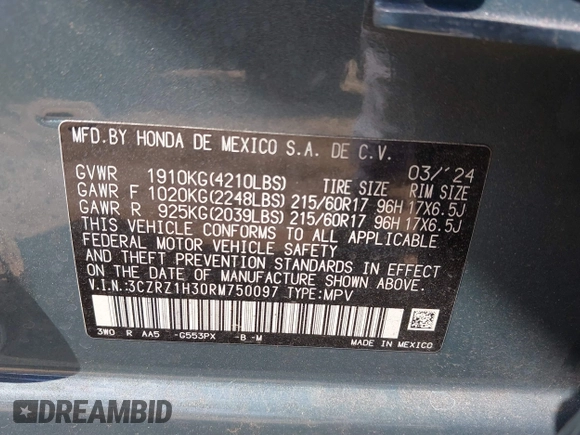 MFD.BY HONDA DE MEXICO S.A. DE C.V.
GVWR 1910KG(4210LBS) TIRE SIZE 03/'24 RIM SIZE
GAWR F 1020KG(2248LBS) 215/60R17 96H 17X6.5J
GAWR R 925KG(2039LBS) 215/60R17 96H 17X6.5J
THIS VEHICLE CONFORMS TO ALL APPLICABLE
FEDERAL MOTOR VEHICLE SAFETY
AND THEFT PREVENTION STANDARDS IN EFFECT
ON THE DATE OF MANUFACTURE SHOWN ABOVE.
V.I.N.:3CZRZ1H30RM750097 TYPE:MPV
3W0 R AA5 -G553PX -B -M
MADE IN MEXICO
DREAMBID